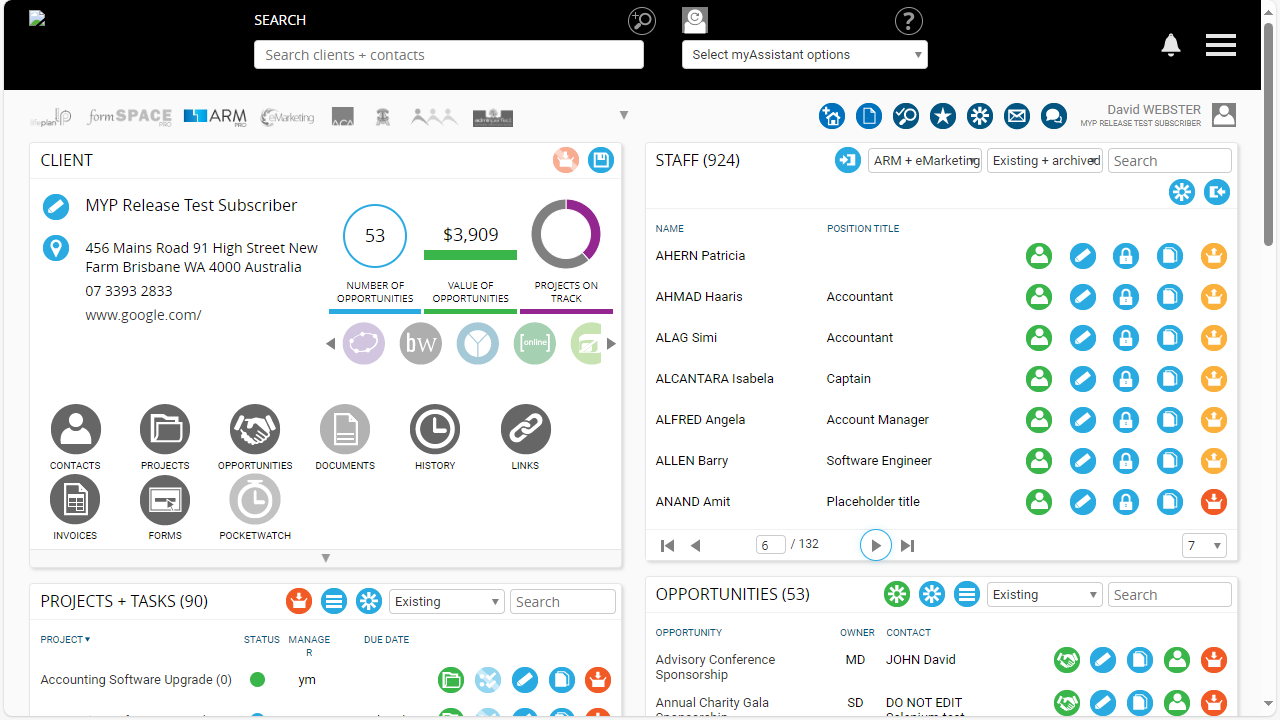 SEARCH
Search clients + contacts
?
Select myAssistant options
formSPACE PRO
ARM PRO
eMarketing
ACA
David WEBSTER
MYP RELEASE TEST SUBSCRIBER
CLIENT
MYP Release Test Subscriber
456 Mains Road 91 High Street New
Farm Brisbane WA 4000 Australia
07 3393 2833
www.google.com/
53
$3,909
NUMBER OF
OPPORTUNITIES
VALUE OF
OPPORTUNITIES
PROJECTS ON
TRACK
bw
[online]
CONTACTS
PROJECTS
OPPORTUNITIES
DOCUMENTS
HISTORY
LINKS
INVOICES
FORMS
POCKETWATCH
STAFF (924)
ARM + eMarketing
Existing + archived
Search
NAME
POSITION TITLE
AHERN Patricia
AHMAD Haaris Accountant
ALAG Simi Accountant
ALCANTARA Isabela Captain
ALFRED Angela Account Manager
ALLEN Barry Software Engineer
ANAND Amit Placeholder title
6 / 132
7
PROJECTS + TASKS (90)
Existing
Search
PROJECT STATUS MANAGE
R
DUE DATE
Accounting Software Upgrade (0) ym
OPPORTUNITIES (53)
Existing
Search
OPPORTUNITY OWNER CONTACT
Advisory Conference
Sponsorship
MD JOHN David
Annual Charity Gala
SD DO NOT EDIT